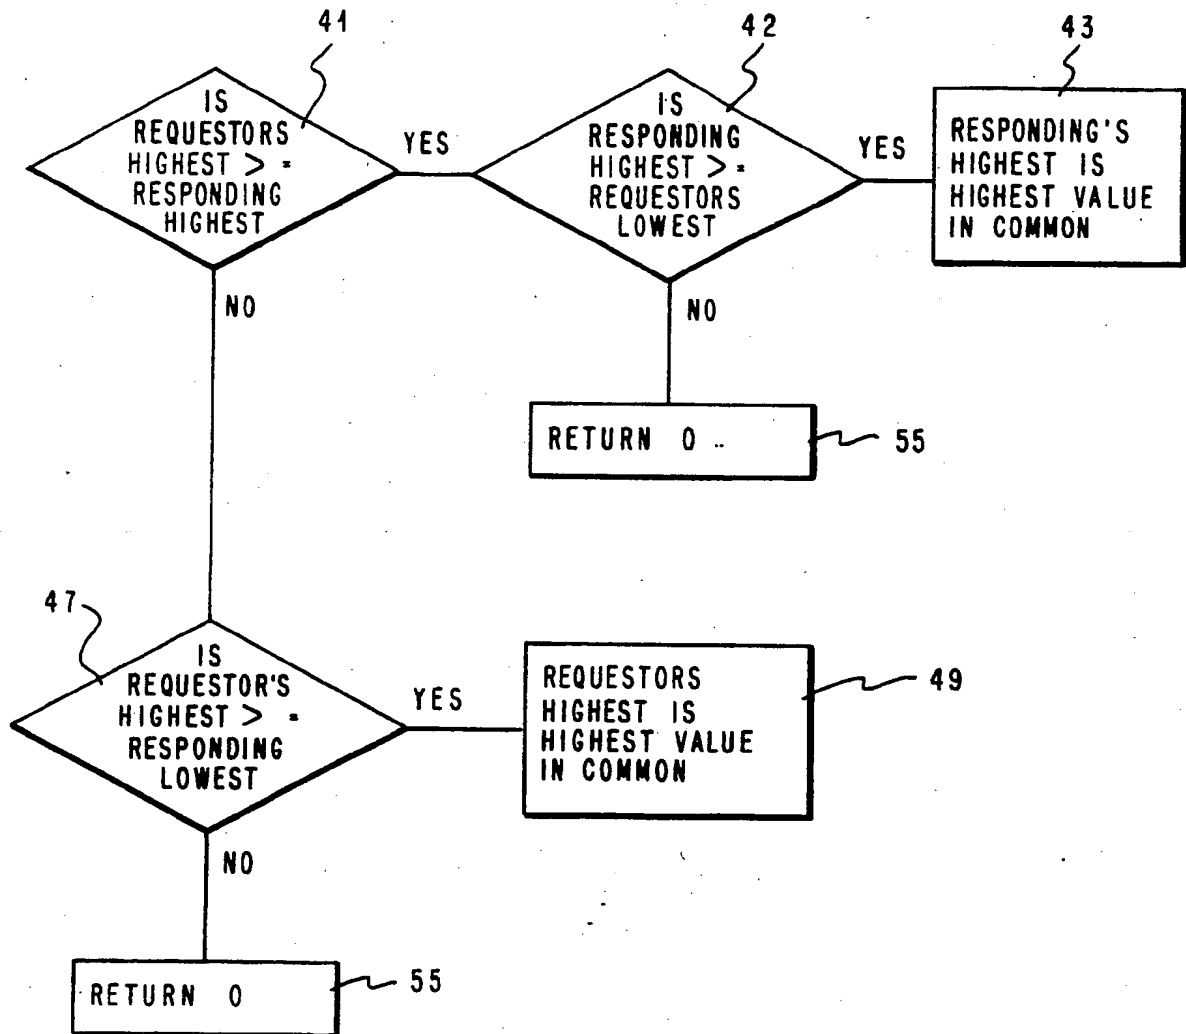 41
42
43
IS
REQUESTORS
HIGHEST > =
RESPONDING
HIGHEST
YES
NO
IS
RESPONDING
HIGHEST > =
REQUESTORS
LOWEST
YES
NO
RESPONDING'S
HIGHEST IS
HIGHEST VALUE
IN COMMON
RETURN 0
55
47
IS
REQUESTOR'S
HIGHEST > =
RESPONDING
LOWEST
YES
NO
REQUESTORS
HIGHEST IS
HIGHEST VALUE
IN COMMON
49
RETURN 0
55